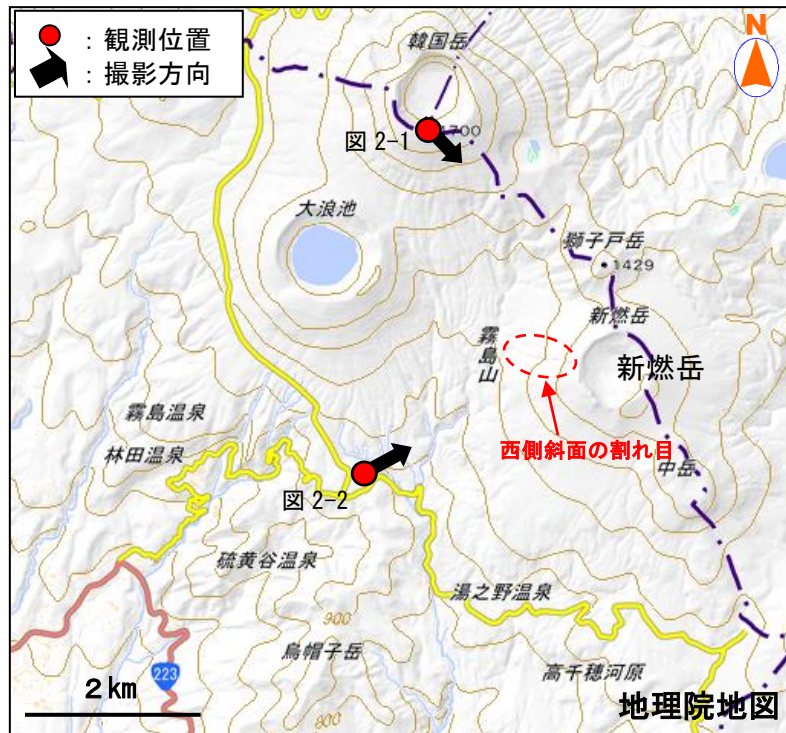 ：観測位置
：撮影方向
N
韓国岳
1700
図 2-1
大浪池
獅子戸岳
1429
新燃岳
霧島山
新燃岳
西側斜面の割れ目
中岳
霧島温泉
林田温泉
図 2-2
硫黄谷温泉
湯之野温泉
900
烏帽子岳
高千穂河原
223
2km
800
地理院地図